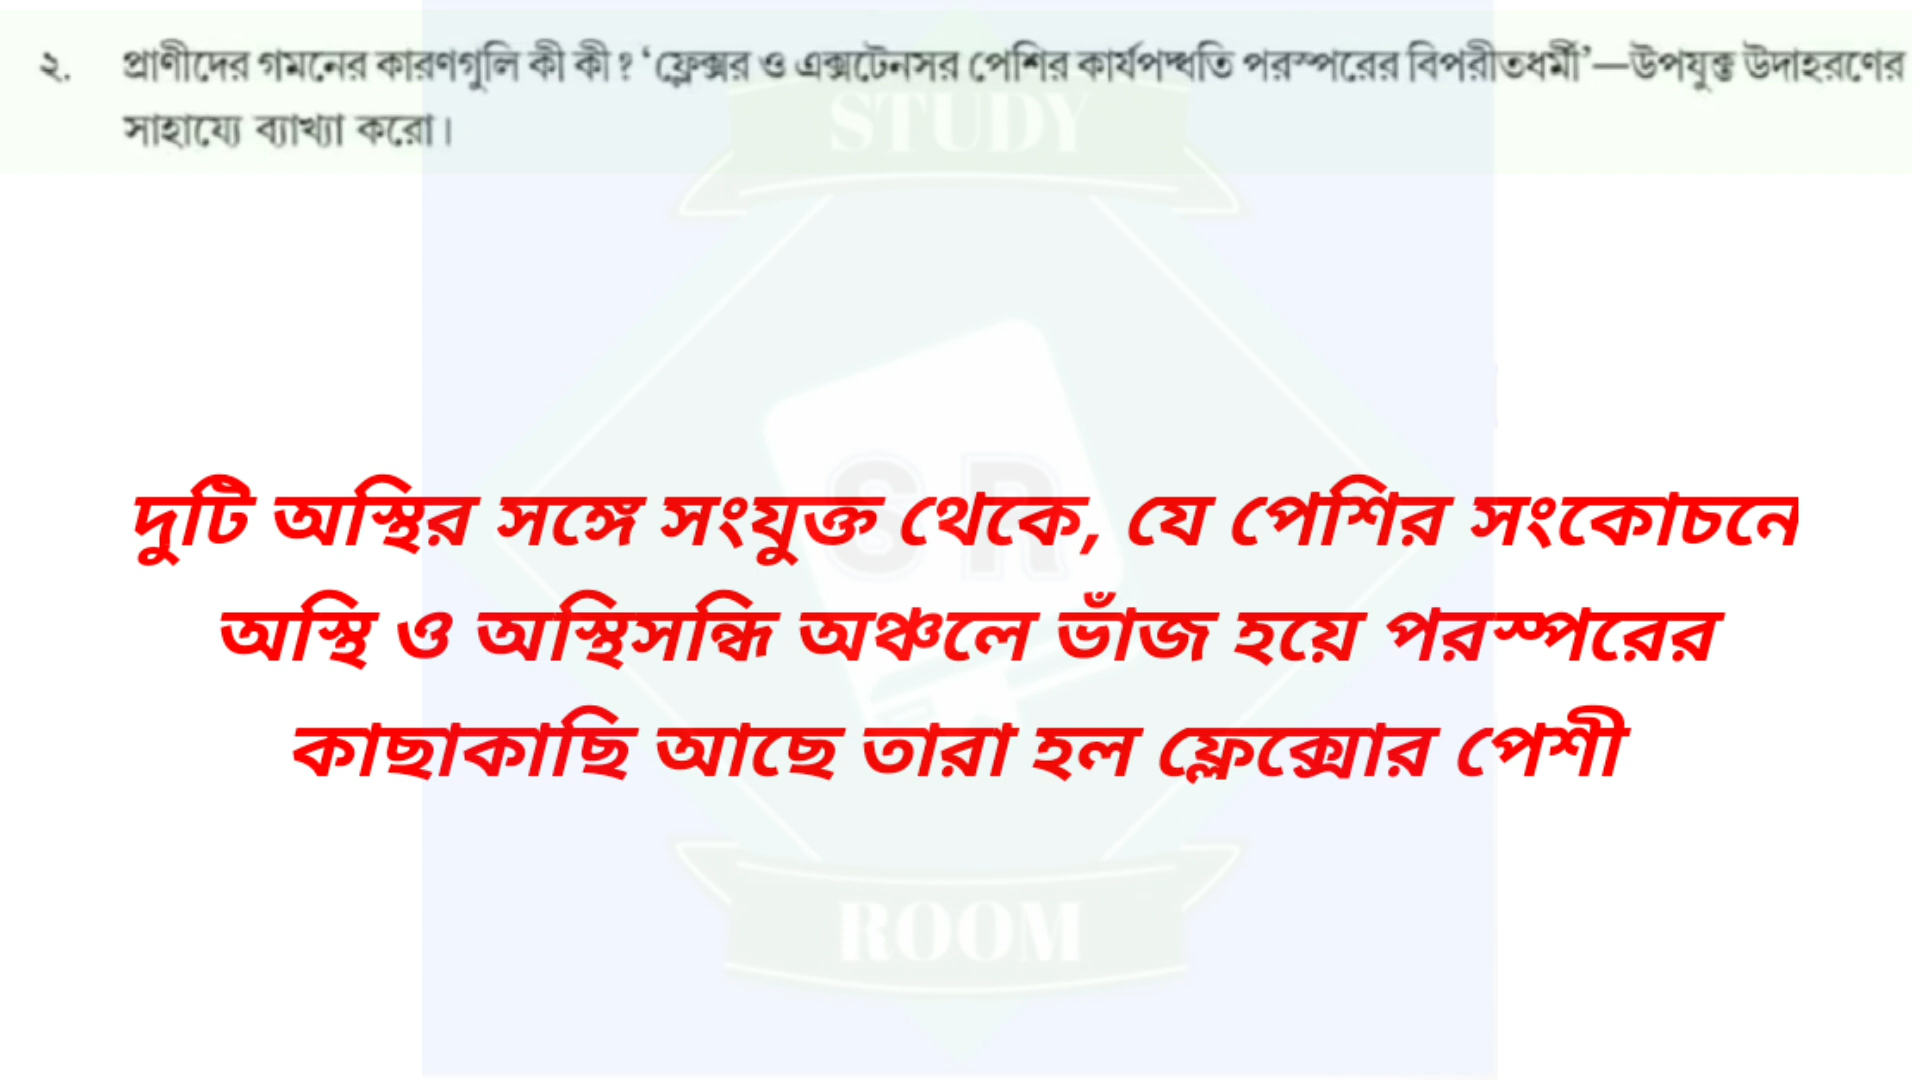 ২. প্রাণীদের গমনের কারণগুলি কী কী? ‘ফ্লেক্সর ও এক্সটেনসর পেশির কার্যপদ্ধতি পরস্পরের বিপরীতধর্মী’—উপযুক্ত উদাহরণের
সাহায্যে ব্যাখ্যা করো।
STUDY
S R
দুটি অস্থির সঙ্গে সংযুক্ত থেকে, যে পেশির সংকোচনে
অস্থি ও অস্থিসন্ধি অঞ্চলে ভাঁজ হয়ে পরস্পরের
কাছাকাছি আছে তারা হল ফ্লেক্সোর পেশী
ROOM